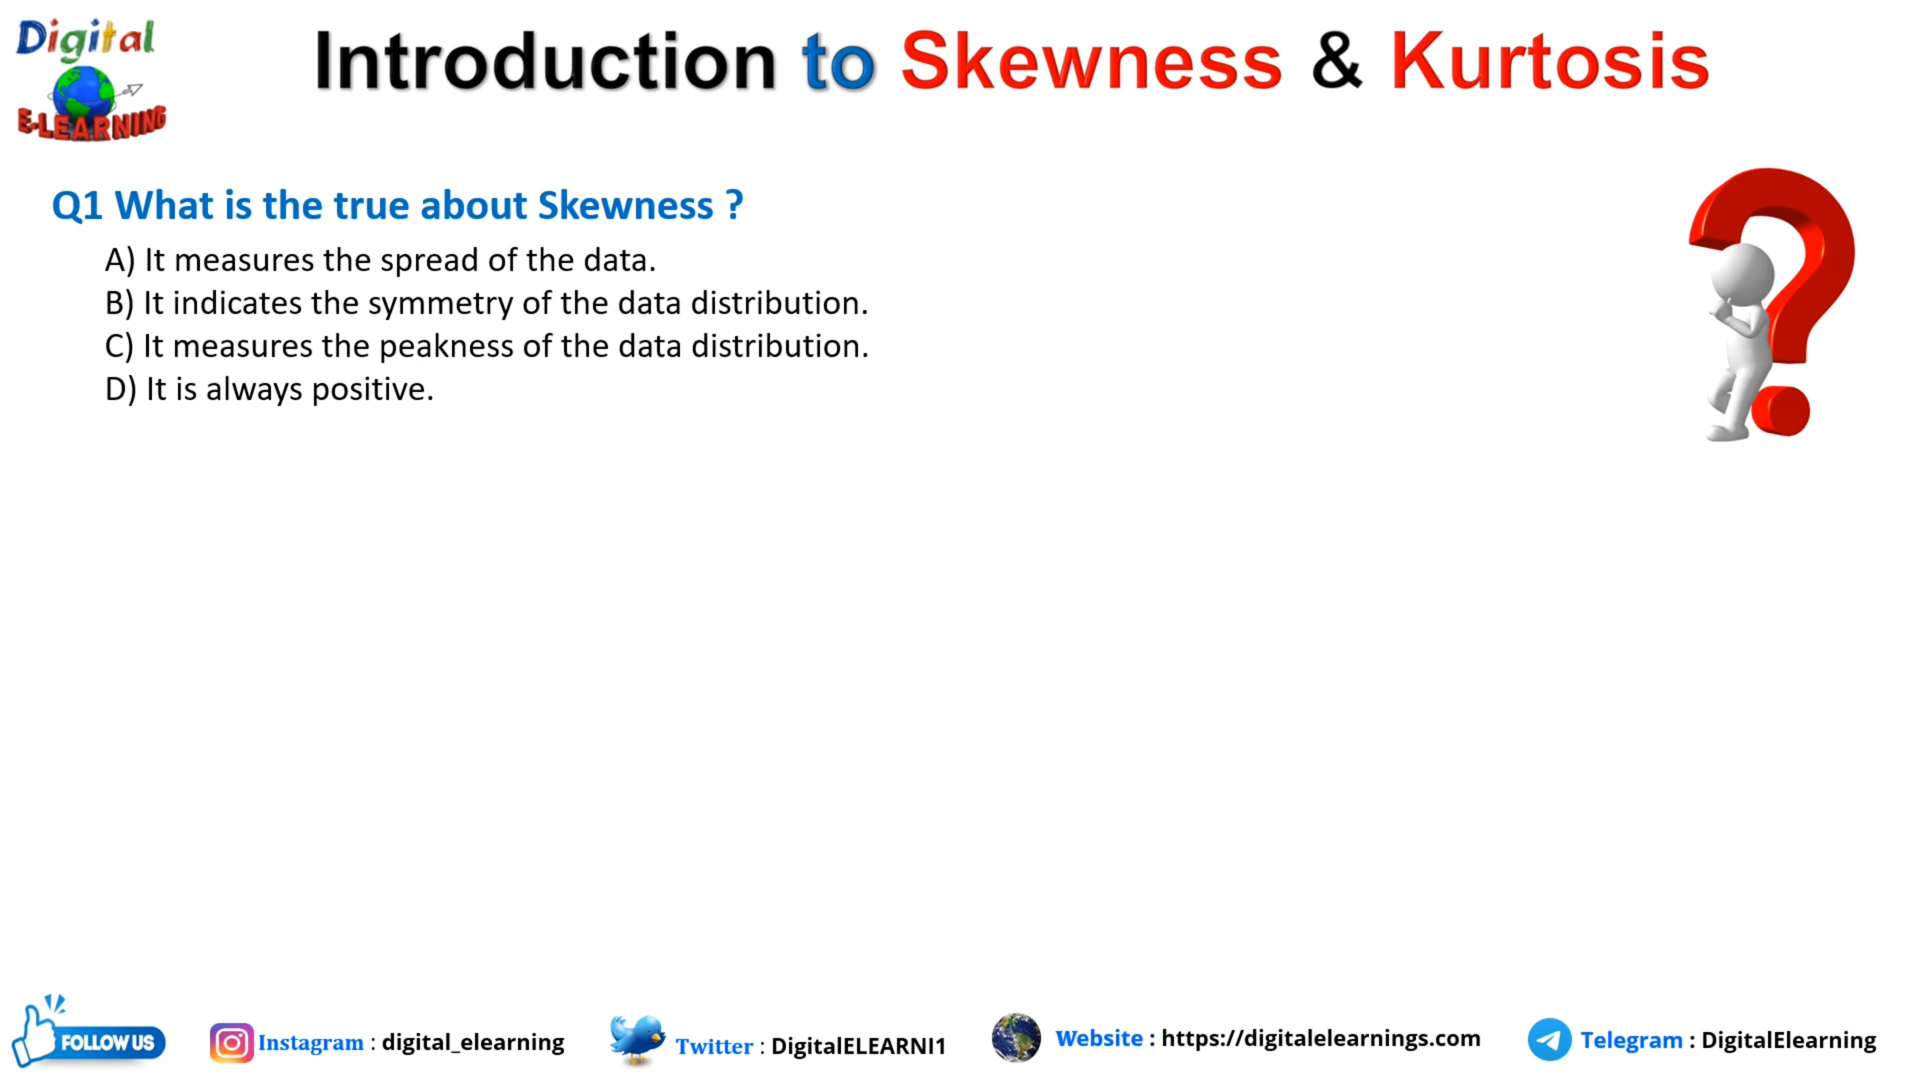 Digital
E-LEARNING
Introduction to Skewness & Kurtosis
Q1 What is the true about Skewness ?
A) It measures the spread of the data.
B) It indicates the symmetry of the data distribution.
C) It measures the peakness of the data distribution.
D) It is always positive.
FOLLOW US
Instagram : digital_elearning
Twitter : DigitalELEARNI1
Website : https://digitalelearnings.com
Telegram : DigitalElearning